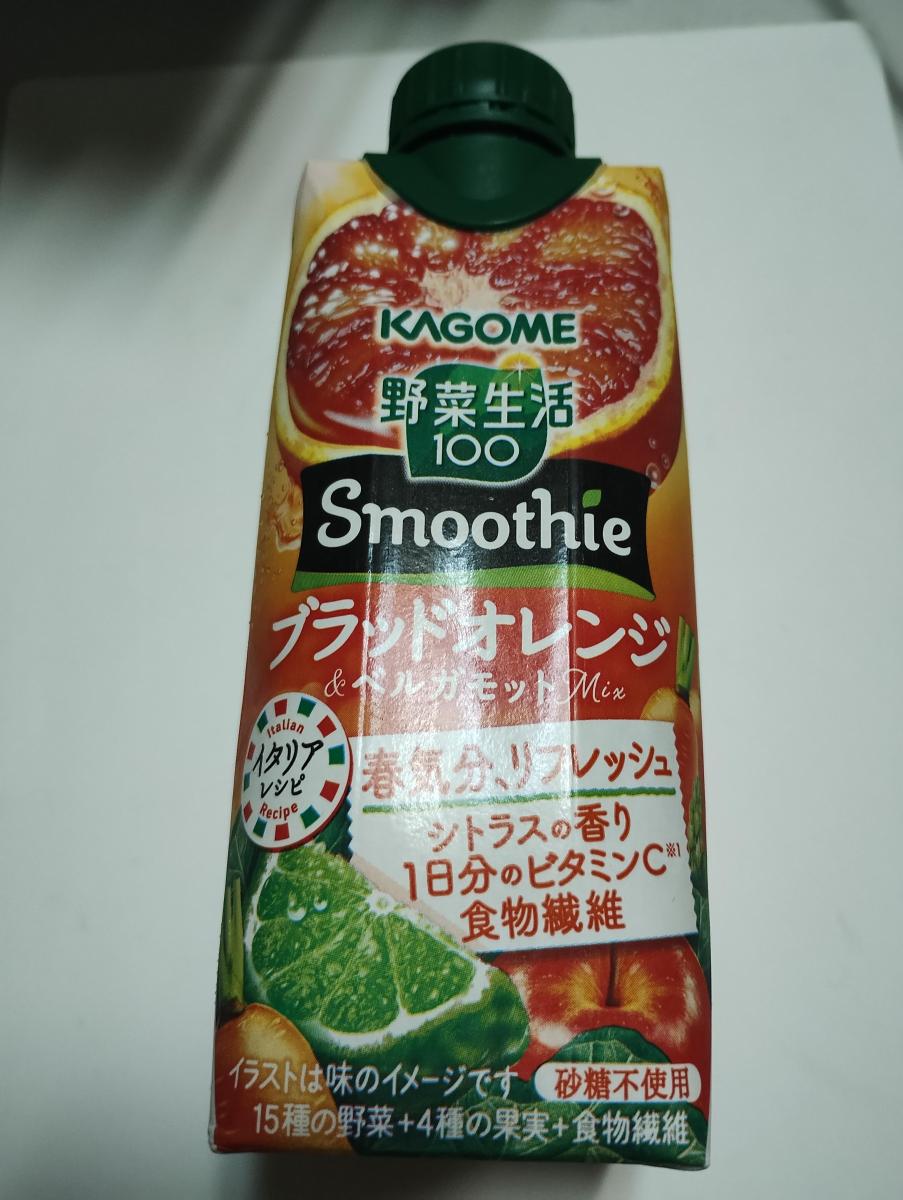 KAGOME
野菜生活
100
Smoothie
ブラッドオレンジ
&ベルガモットMix
Italian
イタリア
レシピ
Recipe
春気分、リフレッシュ
シトラスの香り
1日分のビタミンC※1
食物繊維
イラストは味のイメージです
砂糖不使用
15種の野菜+4種の果実+食物繊維